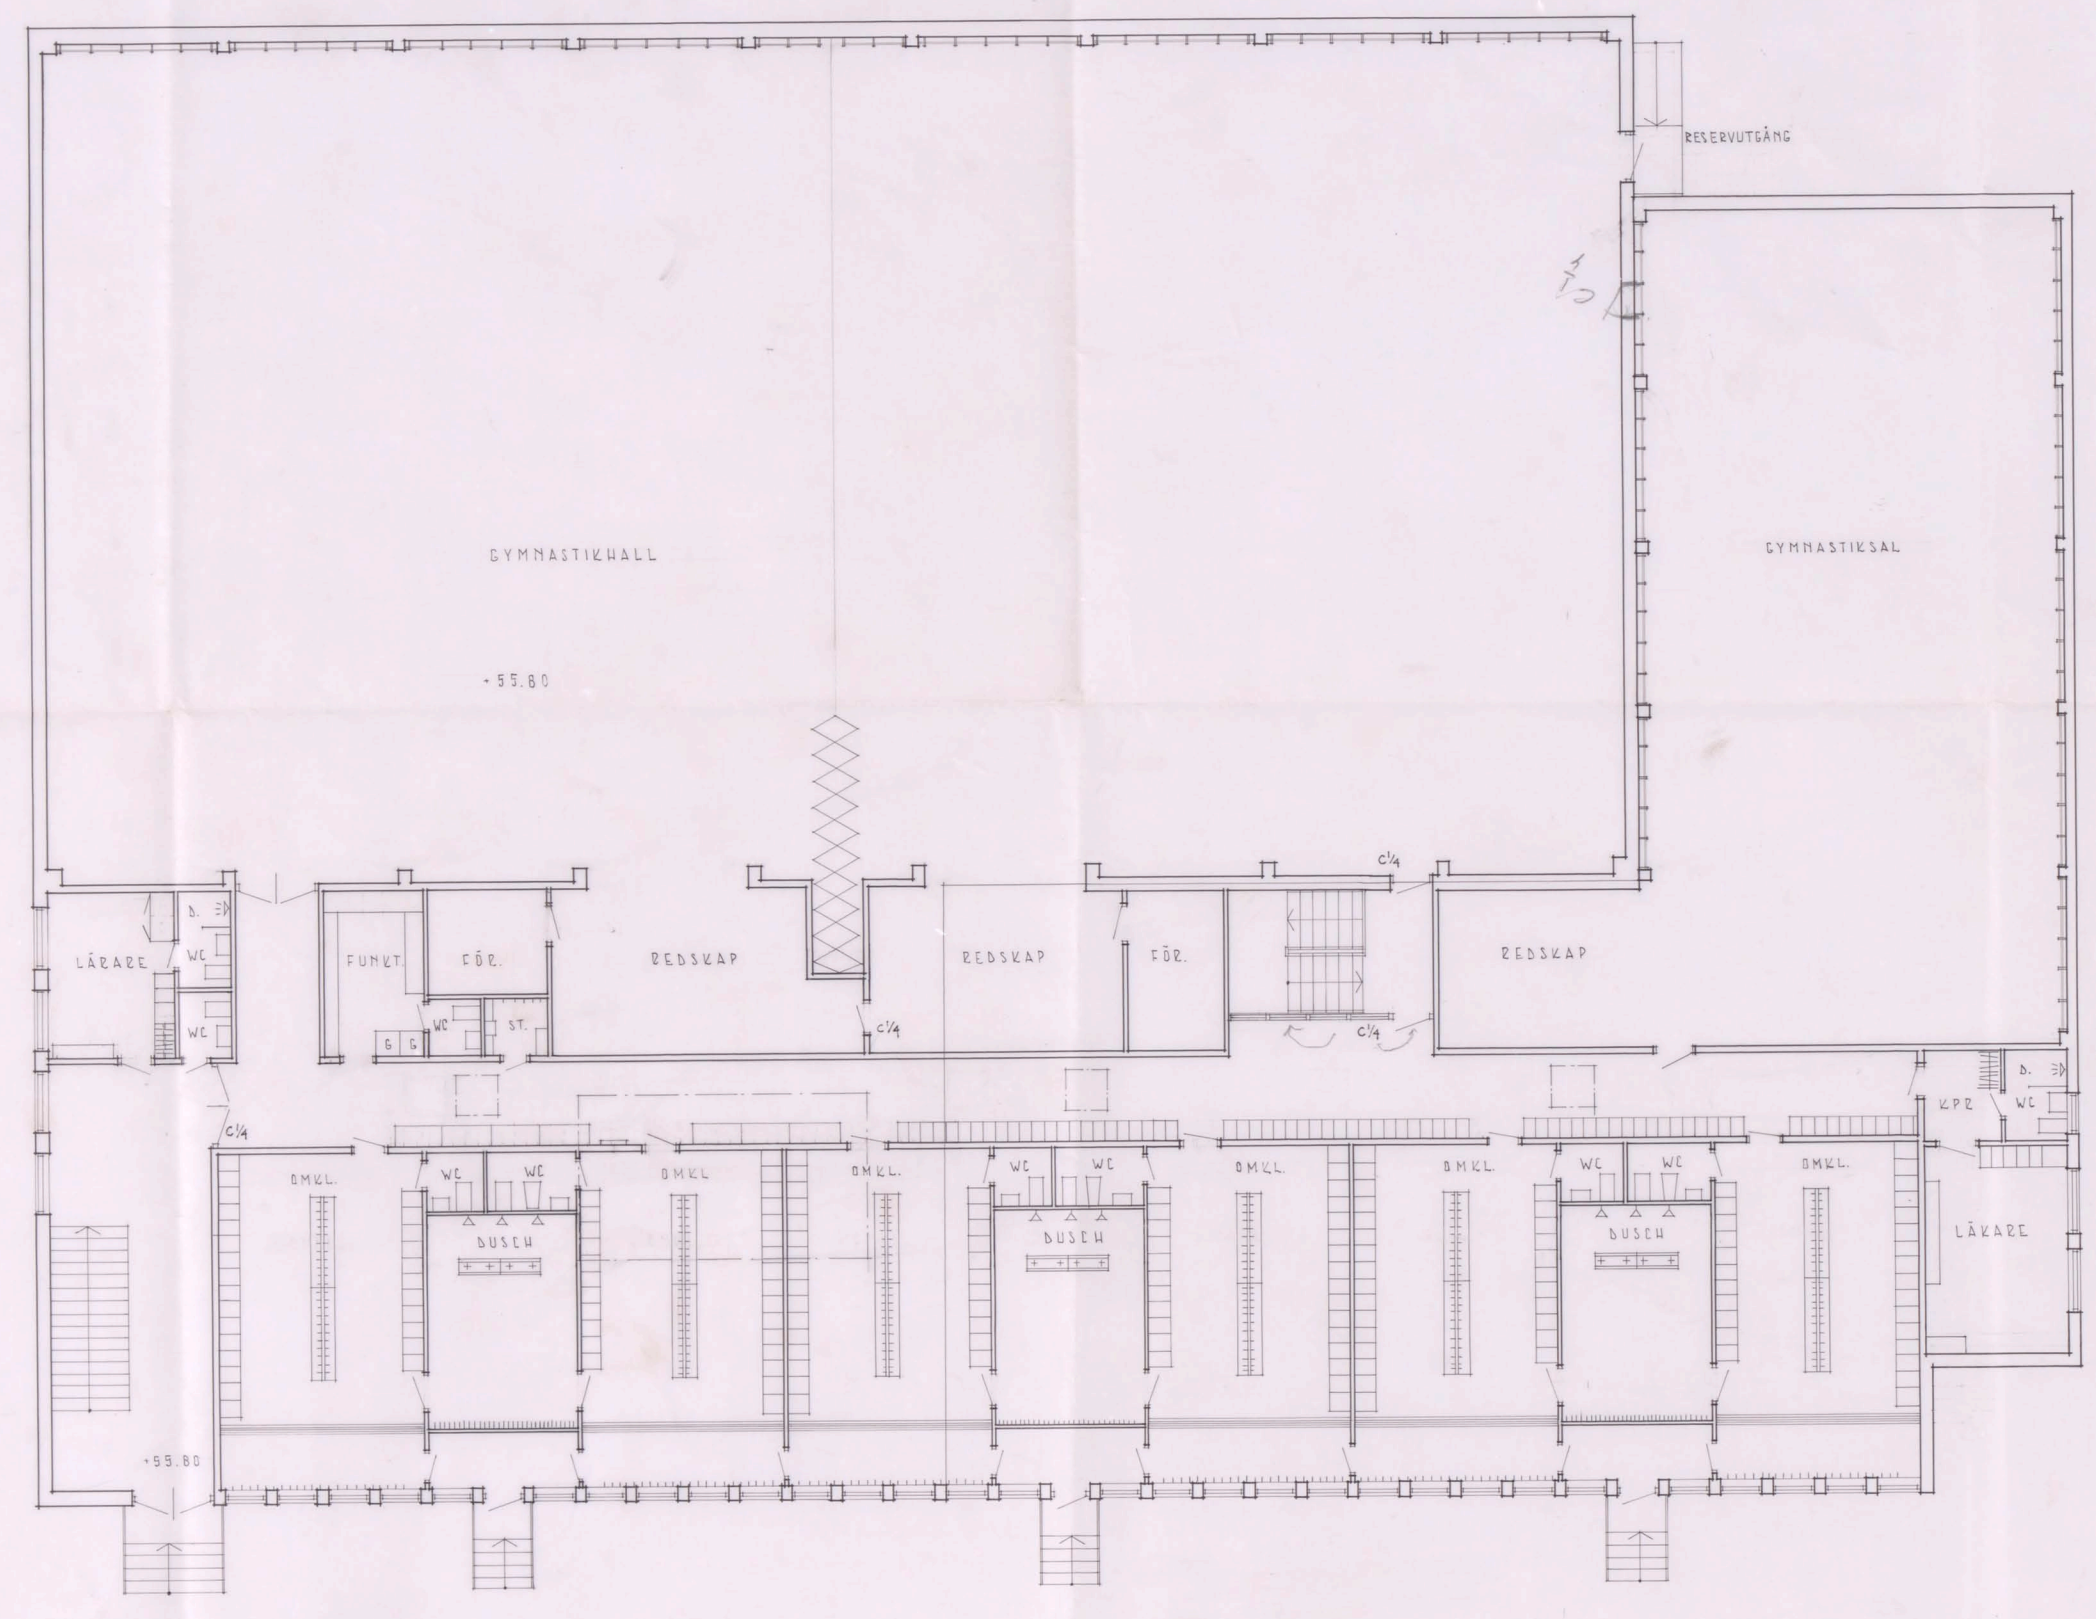 RESERVUTGÅNG
GYMNASTIKHALL
GYMNASTIKSAL
+55.80
C¼
D.
WC
LÄRARE
FUNKT.
FÖR.
REDSKAP
REDSKAP
FÖR.
REDSKAP
WC
WC
ST.
G
G
C¼
C¼
D.
KPR
WC
C¼
OMKL.
WC
WC
OMKL
OMKL.
WC
WC
OMKL.
OMKL.
WC
WC
OMKL.
DUSCH
DUSCH
DUSCH
LÄKARE
+55.80